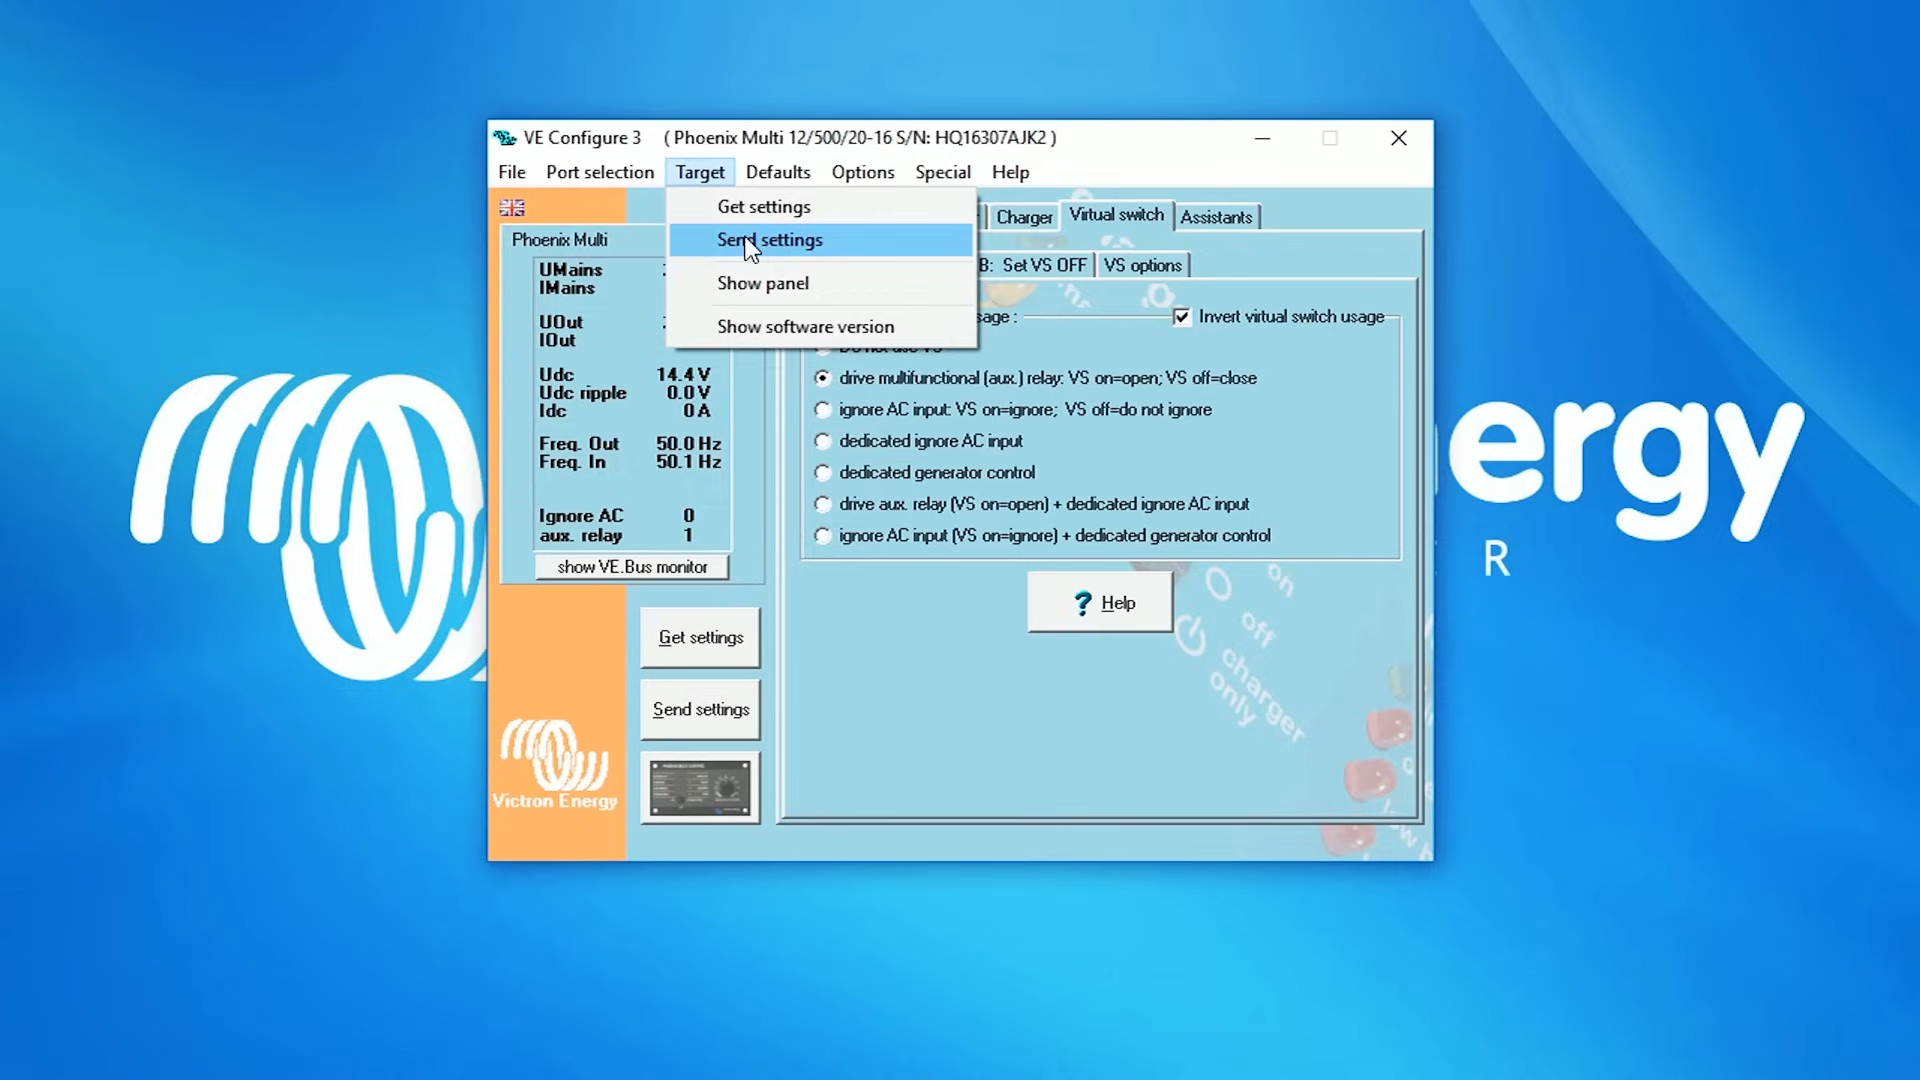 VE Configure 3 ( Phoenix Multi 12/500/20-16 S/N: HQ16307AJK2 )
File Port selection Target Defaults Options Special Help
Get settings
Send settings
Show panel
Show software version
Charger Virtual switch Assistants
B: Set VS OFF VS options
Phoenix Multi
UMains
IMains
UOut
IOut
Udc 14.4 V
Udc ripple 0.0 V
Idc 0 A
Freq. Out 50.0 Hz
Freq. In 50.1 Hz
Ignore AC 0
aux. relay 1
show VE.Bus monitor
sage : Invert virtual switch usage
Do not use VS
drive multifunctional (aux.) relay: VS on=open; VS off=close
ignore AC input: VS on=ignore; VS off=do not ignore
dedicated ignore AC input
dedicated generator control
drive aux. relay (VS on=open) + dedicated ignore AC input
ignore AC input (VS on=ignore) + dedicated generator control
? Help
Get settings
Send settings
Victron Energy
on
off
charger
only
ergy
R